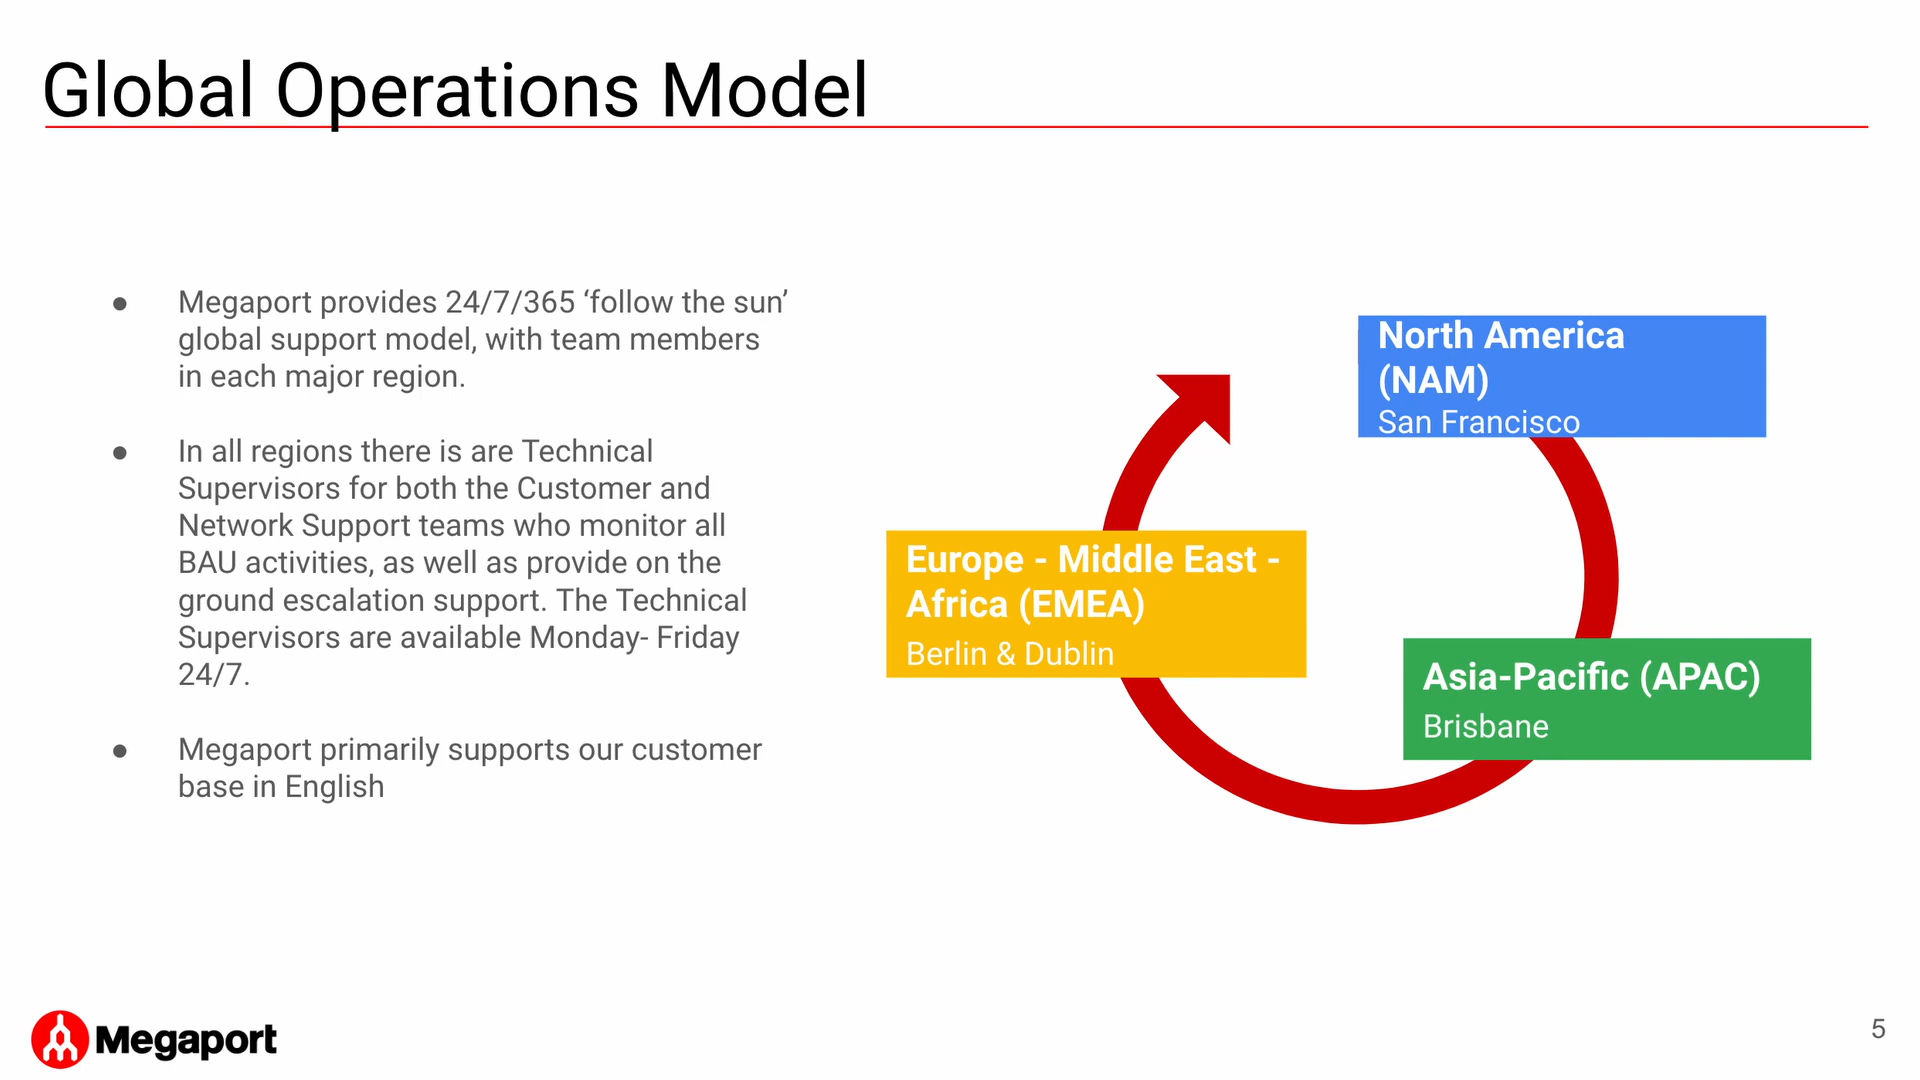 Global Operations Model
● Megaport provides 24/7/365 ‘follow the sun’
global support model, with team members
in each major region.
● In all regions there is are Technical
Supervisors for both the Customer and
Network Support teams who monitor all
BAU activities, as well as provide on the
ground escalation support. The Technical
Supervisors are available Monday- Friday
24/7.
● Megaport primarily supports our customer
base in English
North America
(NAM)
San Francisco
Europe - Middle East -
Africa (EMEA)
Berlin & Dublin
Asia-Pacific (APAC)
Brisbane
Megaport
5